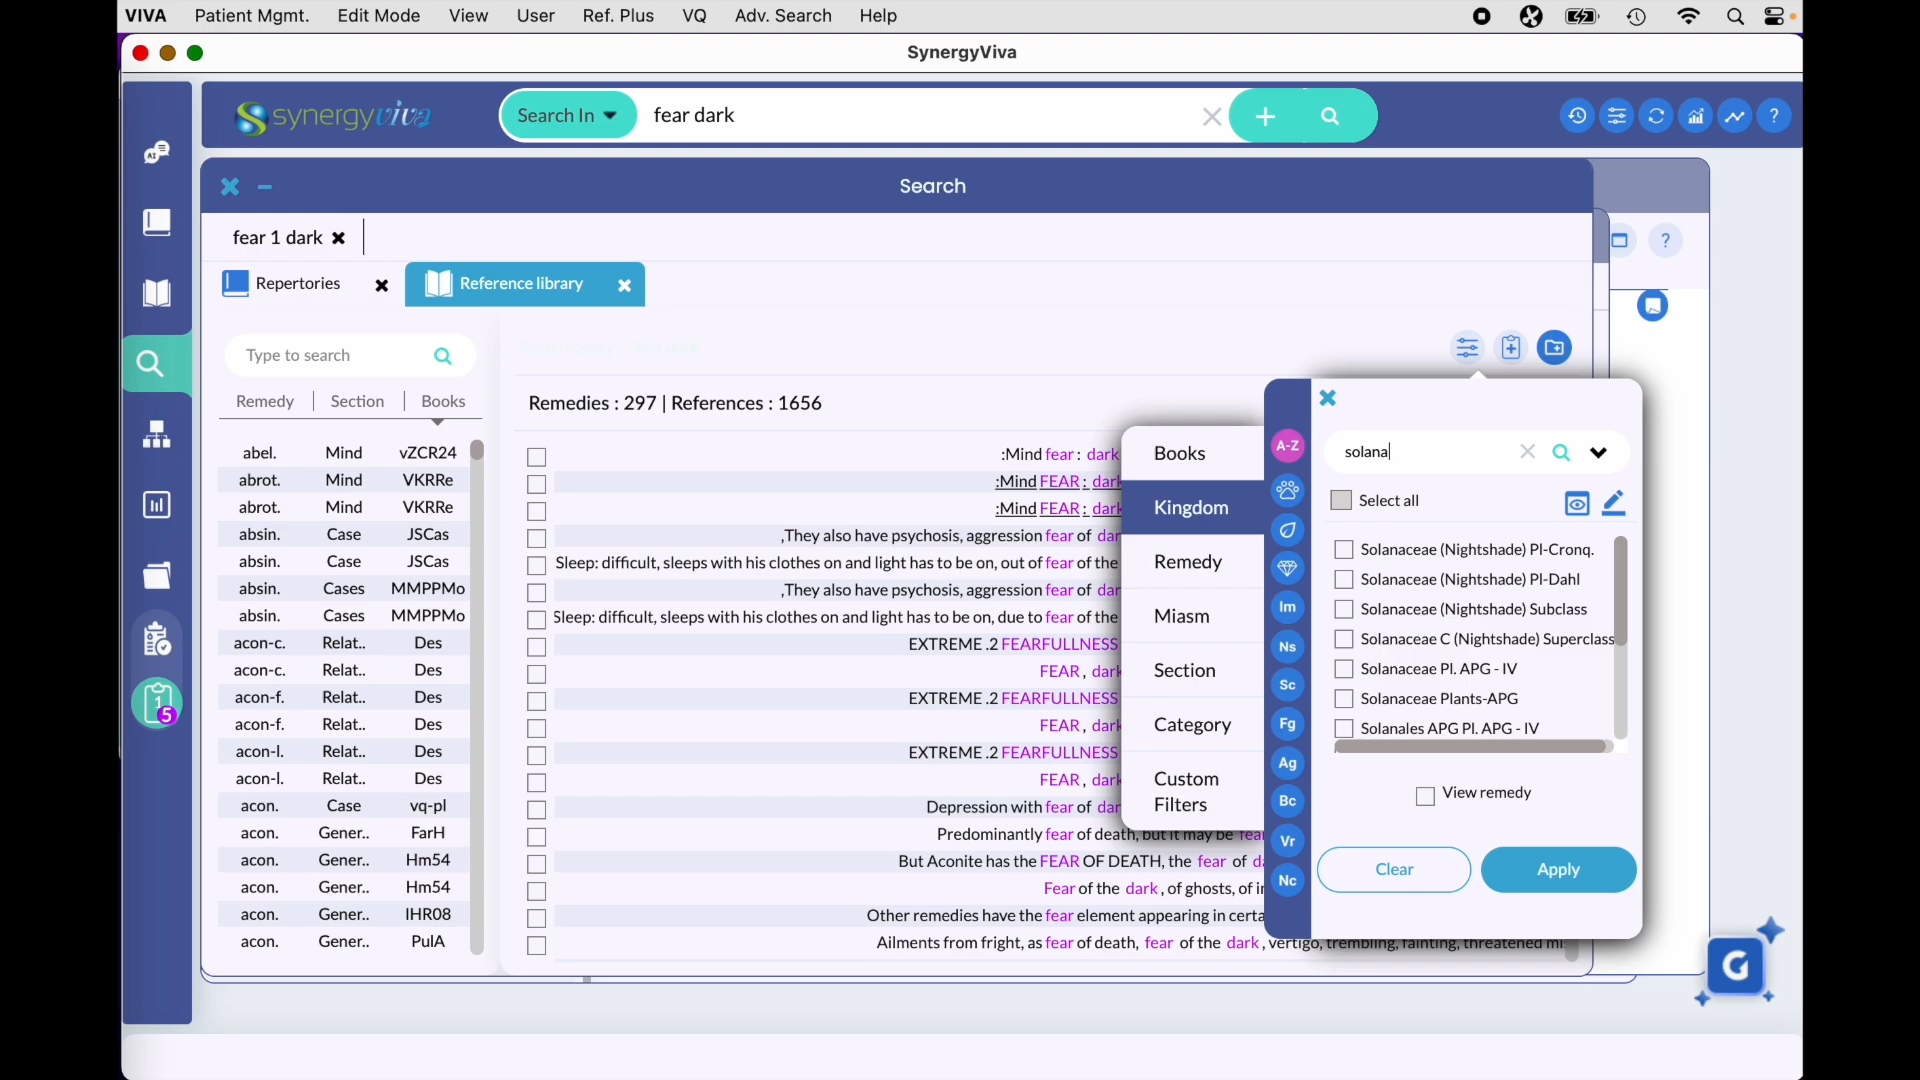 VIVA Patient Mgmt. Edit Mode View User Ref. Plus VQ Adv. Search Help
SynergyViva
synergyviva
Search In fear dark
?
Search
fear 1 dark
?
Repertories
Reference library
Type to search
Remedy Section Books
Remedies : 297 | References : 1656
abel. Mind vZCR24
abrot. Mind VKRRe
abrot. Mind VKRRe
absin. Case JSCas
absin. Case JSCas
absin. Cases MMPPMo
absin. Cases MMPPMo
acon-c. Relat.. Des
acon-c. Relat.. Des
acon-f. Relat.. Des
acon-f. Relat.. Des
acon-l. Relat.. Des
acon-l. Relat.. Des
acon. Case vq-pl
acon. Gener.. FarH
acon. Gener.. Hm54
acon. Gener.. Hm54
acon. Gener.. IHR08
acon. Gener.. PulA
:Mind fear : dark
:Mind FEAR : dark
:Mind FEAR : dark
,They also have psychosis, aggression fear of dar
Sleep: difficult, sleeps with his clothes on and light has to be on, out of fear of the
,They also have psychosis, aggression fear of dar
Sleep: difficult, sleeps with his clothes on and light has to be on, due to fear of the
EXTREME .2 FEARFULLNESS
FEAR , dark
EXTREME .2 FEARFULLNESS
FEAR , dark
EXTREME .2 FEARFULLNESS
FEAR , dark
Depression with fear of dar
Predominantly fear of death, but it may be fear
But Aconite has the FEAR OF DEATH, the fear of d
Fear of the dark , of ghosts, of i
Other remedies have the fear element appearing in certa
Ailments from fright, as fear of death, fear of the dark , vertigo, trembling, fainting, threatened mi
Books
Kingdom
Remedy
Miasm
Section
Category
Custom
Filters
A-Z
Im
Ns
Sc
Fg
Ag
Bc
Vr
Nc
solana
Select all
Solanaceae (Nightshade) Pl-Cronq.
Solanaceae (Nightshade) Pl-Dahl
Solanaceae (Nightshade) Subclass
Solanaceae C (Nightshade) Superclass
Solanaceae Pl. APG - IV
Solanaceae Plants-APG
Solanales APG Pl. APG - IV
View remedy
Clear Apply
AI
1
5
G